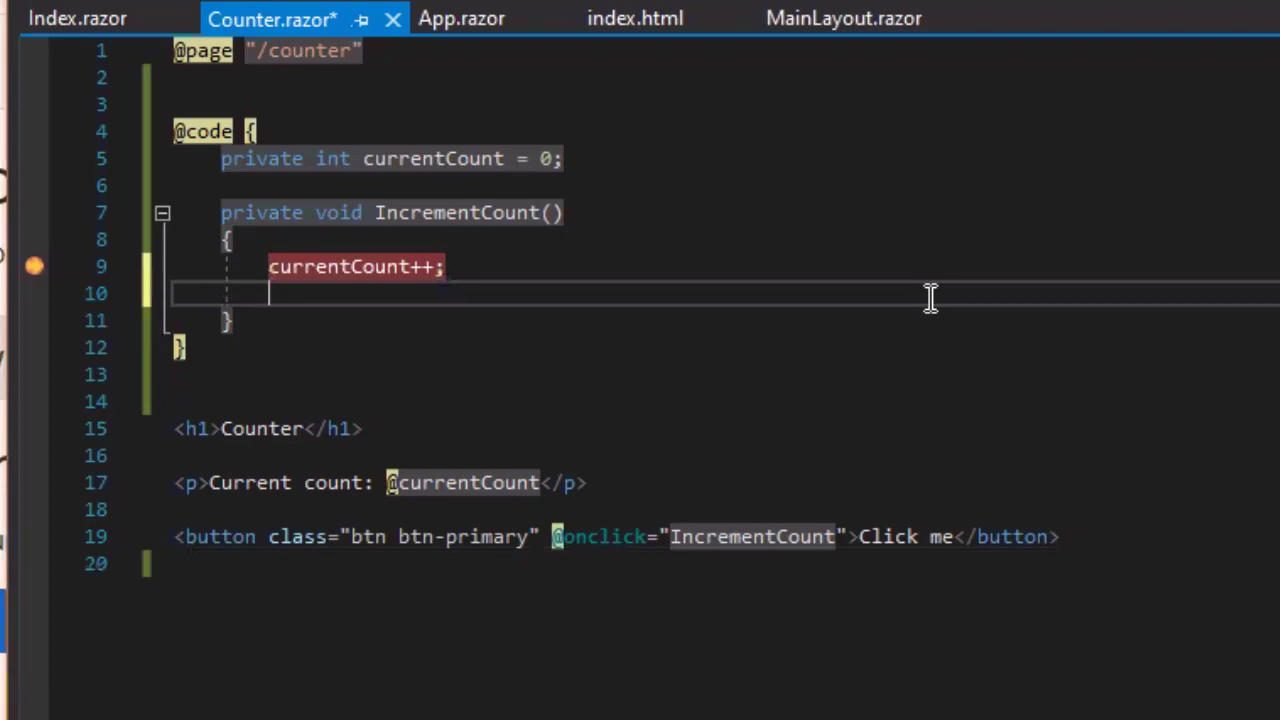 Index.razor Counter.razor* App.razor index.html MainLayout.razor
1 @page "/counter"
2
3
4 @code {
5 private int currentCount = 0;
6
7 private void IncrementCount()
8 {
9 currentCount++;
10
11 }
12 }
13
14
15 <h1>Counter</h1>
16
17 <p>Current count: @currentCount</p>
18
19 <button class="btn btn-primary" @onclick="IncrementCount">Click me</button>
20